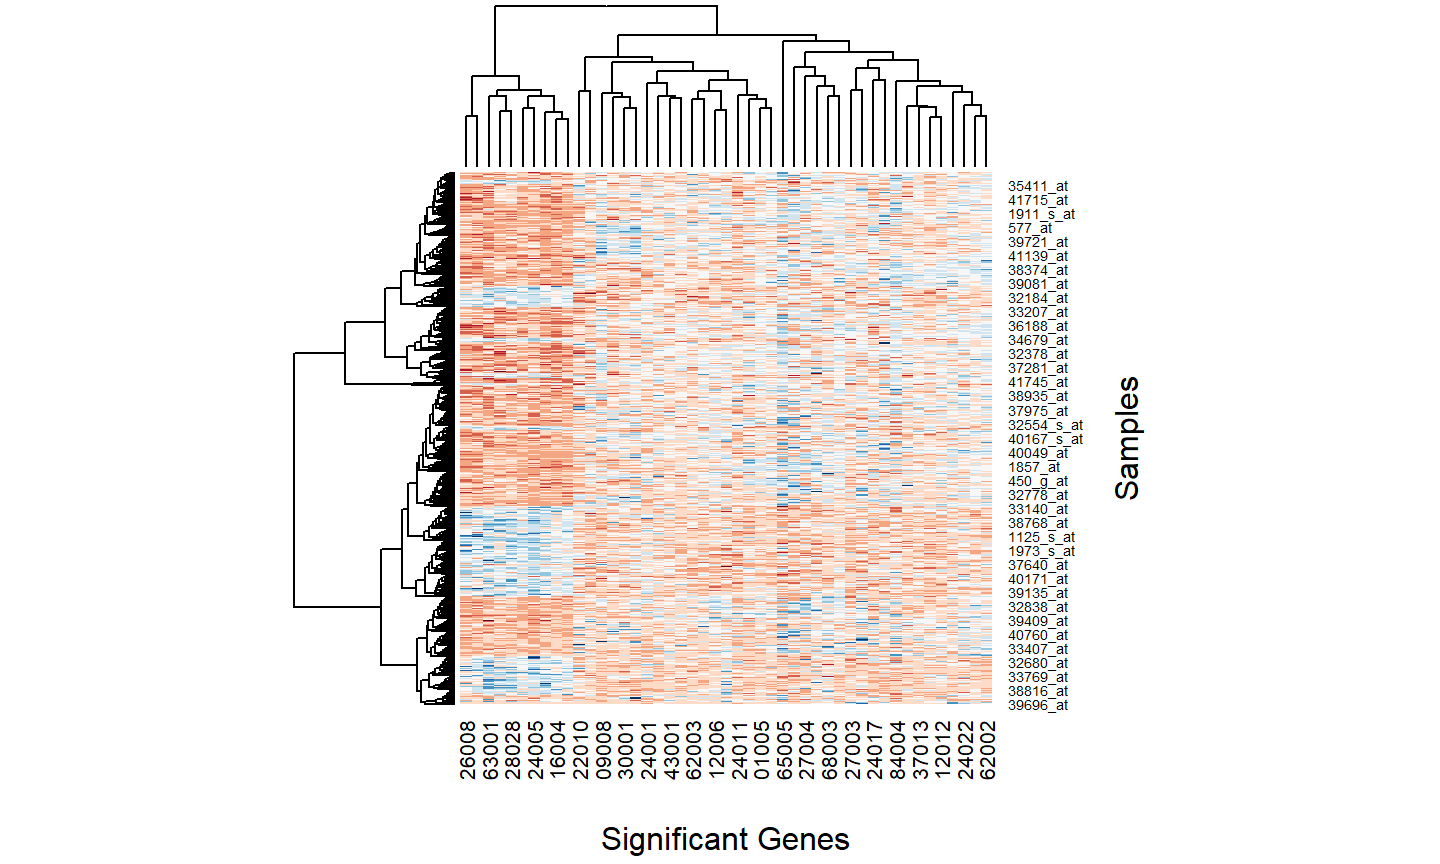 35411_at
41715_at
1911_s_at
577_at
39721_at
41139_at
38374_at
39081_at
32184_at
33207_at
36188_at
34679_at
32378_at
37281_at
41745_at
38935_at
37975_at
32554_s_at
40167_s_at
40049_at
1857_at
450_g_at
32778_at
33140_at
38768_at
1125_s_at
1973_s_at
37640_at
40171_at
39135_at
32838_at
39409_at
40760_at
33407_at
32680_at
33769_at
38816_at
39696_at
Samples
26008
63001
28028
24005
16004
22010
09008
30001
24001
43001
62003
12006
24011
01005
65005
27004
68003
27003
24017
84004
37013
12012
24022
62002
Significant Genes